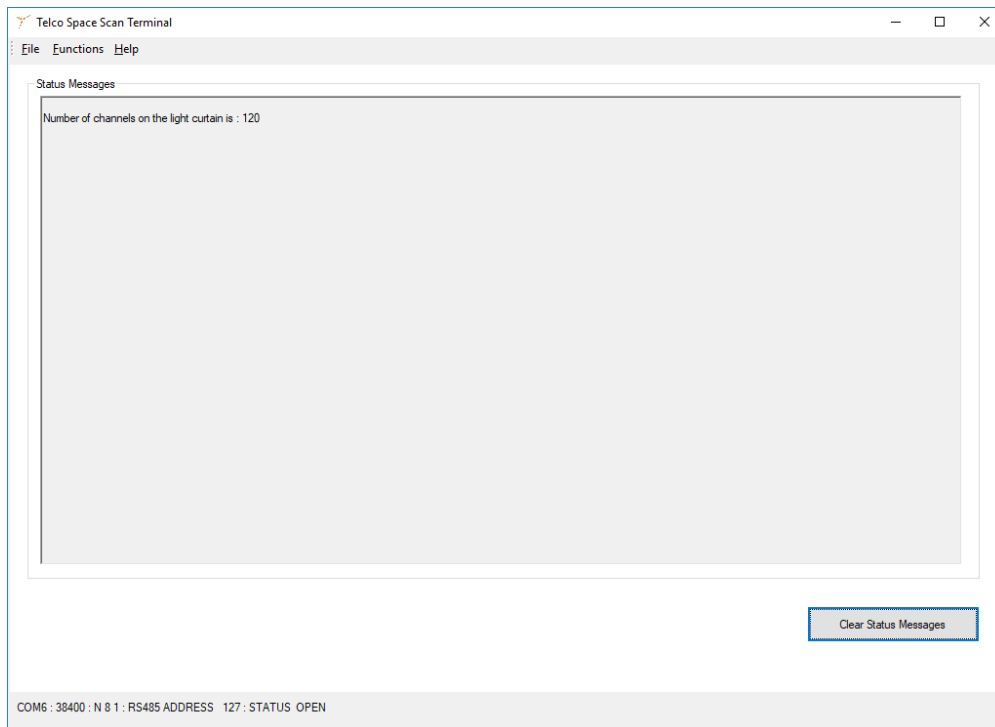 Telco Space Scan Terminal
File Functions Help
Status Messages
Number of channels on the light curtain is : 120
Clear Status Messages
COM6 : 38400 : N 8 1 : RS485 ADDRESS 127 : STATUS OPEN